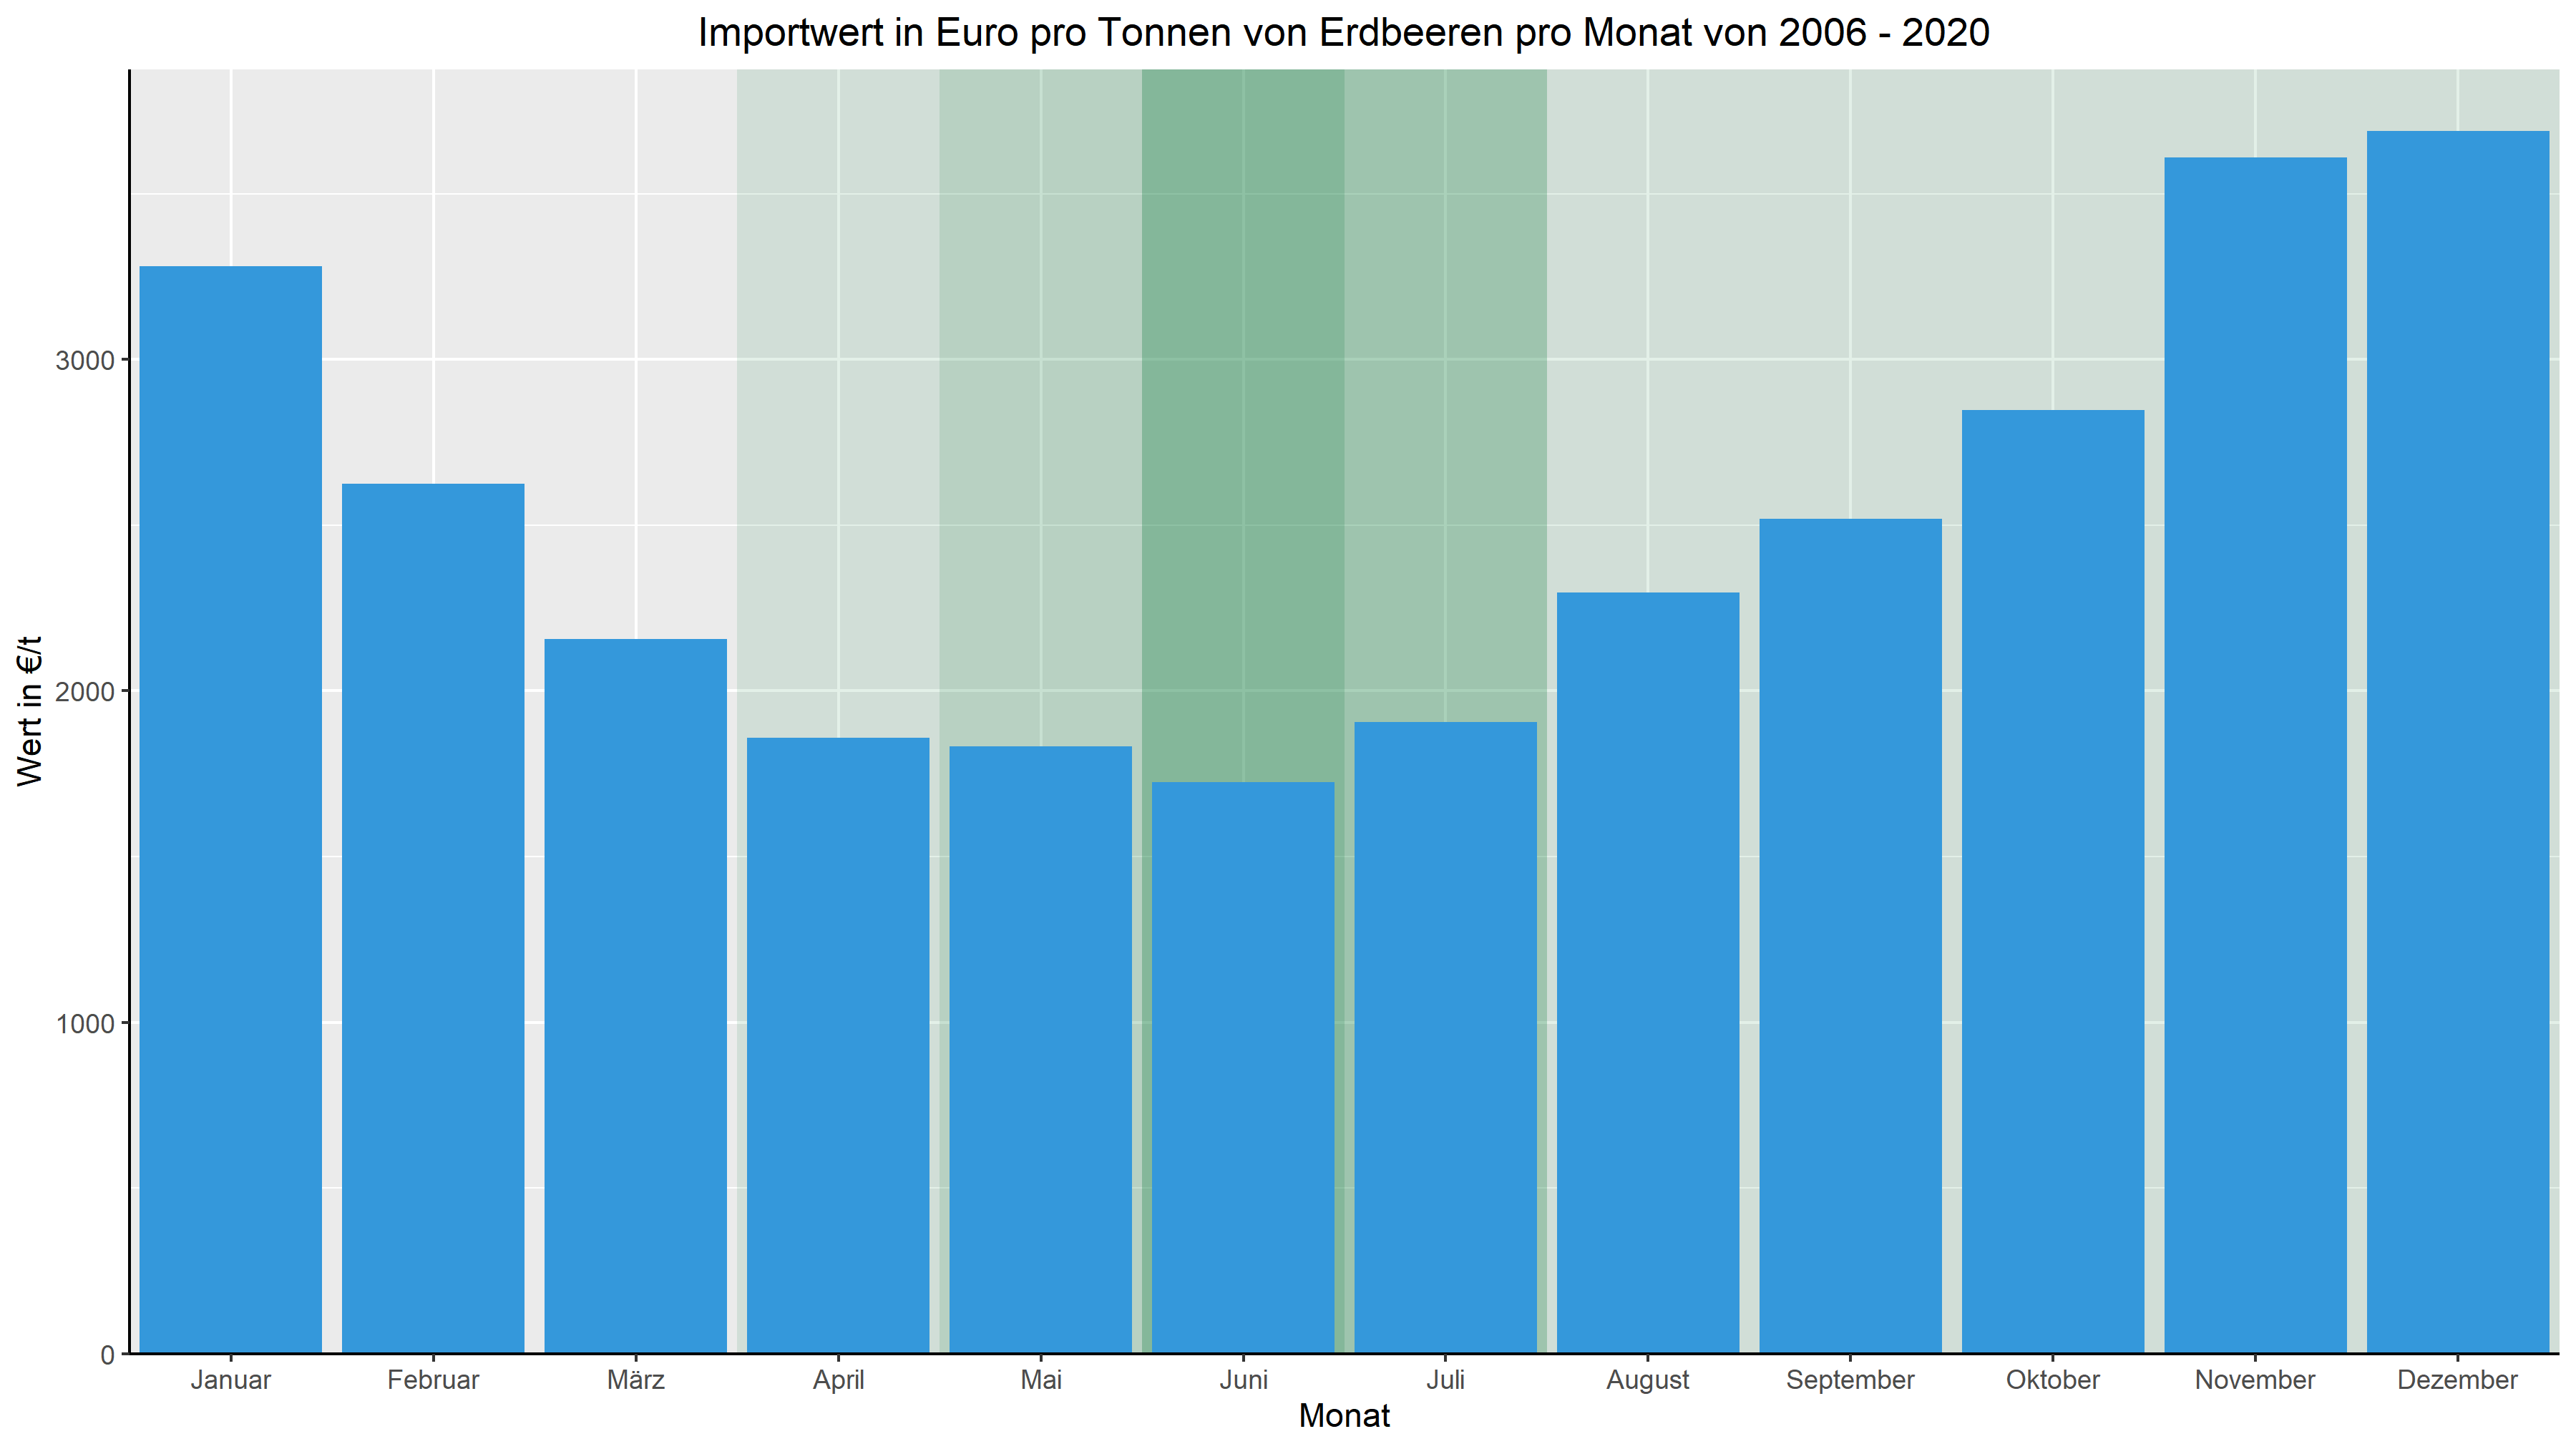 Importwert in Euro pro Tonnen von Erdbeeren pro Monat von 2006 - 2020
Wert in €/t
3000
2000
1000
0
Januar Februar März April Mai Juni Juli August September Oktober November Dezember
Monat